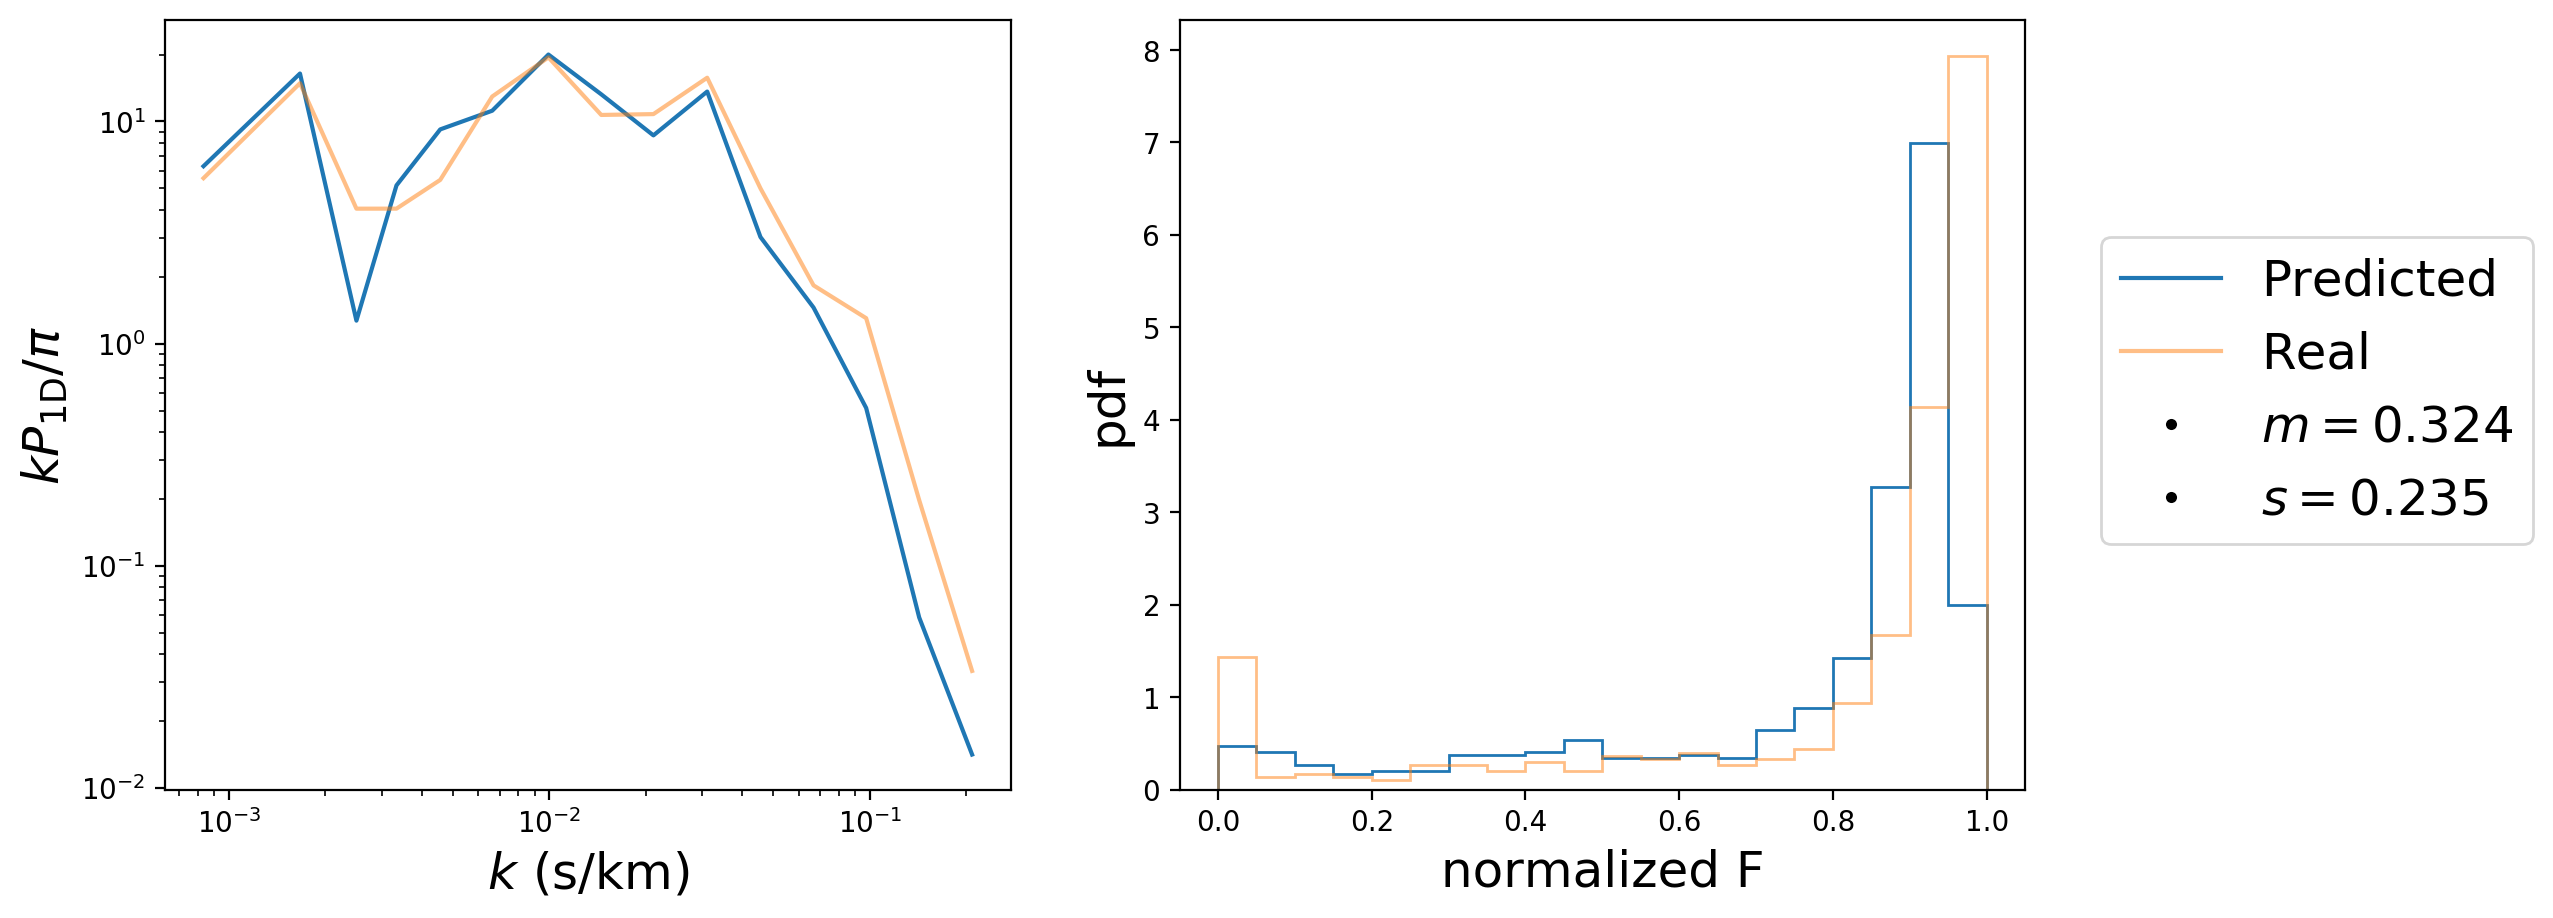 10¹
10⁰
10⁻¹
10⁻²
kP₁D/π
10⁻³
10⁻²
10⁻¹
k (s/km)
8
7
6
5
4
3
2
1
0
pdf
0.0
0.2
0.4
0.6
0.8
1.0
normalized F
Predicted
Real
m = 0.324
s = 0.235